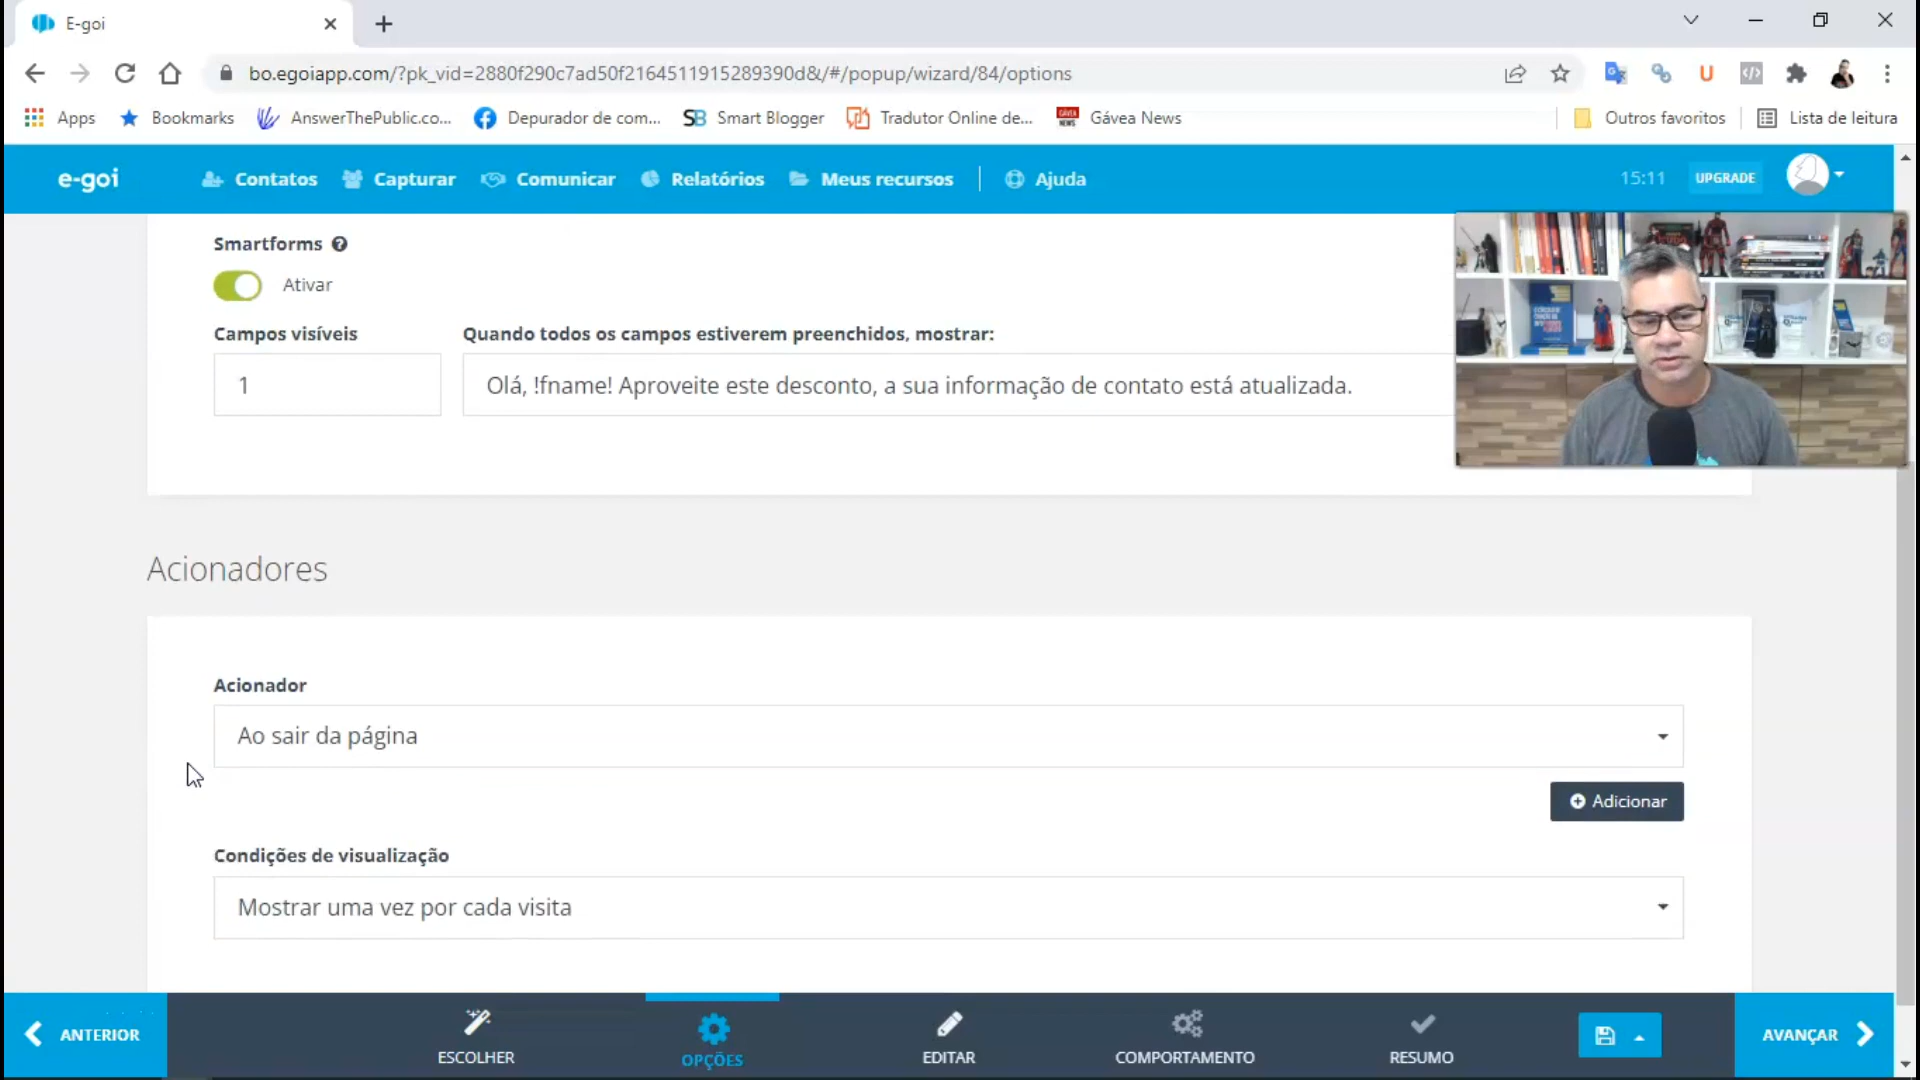 E-goi
bo.egoiapp.com/?pk_vid=2880f290c7ad50f2164511915289390d&/#/popup/wizard/84/options
Apps Bookmarks AnswerThePublic.co... Depurador de com... SB Smart Blogger Tradutor Online de... GÁVEA NEWS Gávea News Outros favoritos Lista de leitura
e-goi Contatos Capturar Comunicar Relatórios Meus recursos Ajuda 15:11 UPGRADE
Smartforms
Ativar
Campos visíveis Quando todos os campos estiverem preenchidos, mostrar:
1 Olá, !fname! Aproveite este desconto, a sua informação de contato está atualizada.
Acionadores
Acionador
Ao sair da página
Adicionar
Condições de visualização
Mostrar uma vez por cada visita
ANTERIOR ESCOLHER OPÇÕES EDITAR COMPORTAMENTO RESUMO AVANÇAR